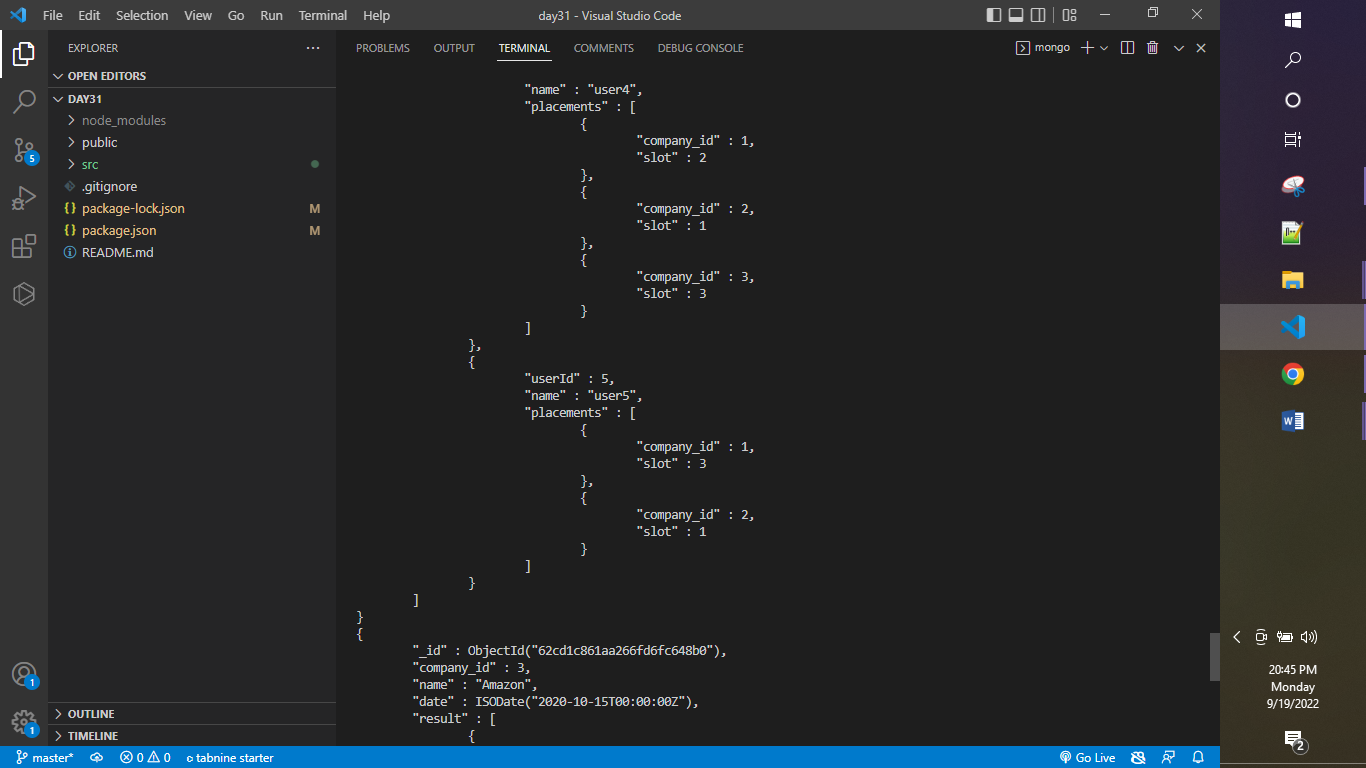 File Edit Selection View Go Run Terminal Help
day31 - Visual Studio Code
EXPLORER
OPEN EDITORS
DAY31
node_modules
public
src
.gitignore
{} package-lock.json M
{} package.json M
README.md
OUTLINE
TIMELINE
5
1
1
PROBLEMS OUTPUT TERMINAL COMMENTS DEBUG CONSOLE
mongo
"name" : "user4",
"placements" : [
{
"company_id" : 1,
"slot" : 2
},
{
"company_id" : 2,
"slot" : 1
},
{
"company_id" : 3,
"slot" : 3
}
]
},
{
"userId" : 5,
"name" : "user5",
"placements" : [
{
"company_id" : 1,
"slot" : 3
},
{
"company_id" : 2,
"slot" : 1
}
]
}
]
}
{
"_id" : ObjectId("62cd1c861aa266fd6fc648b0"),
"company_id" : 3,
"name" : "Amazon",
"date" : ISODate("2020-10-15T00:00:00Z"),
"result" : [
{
master* 0 0 tabnine starter
Go Live
20:45 PM
Monday
9/19/2022
2